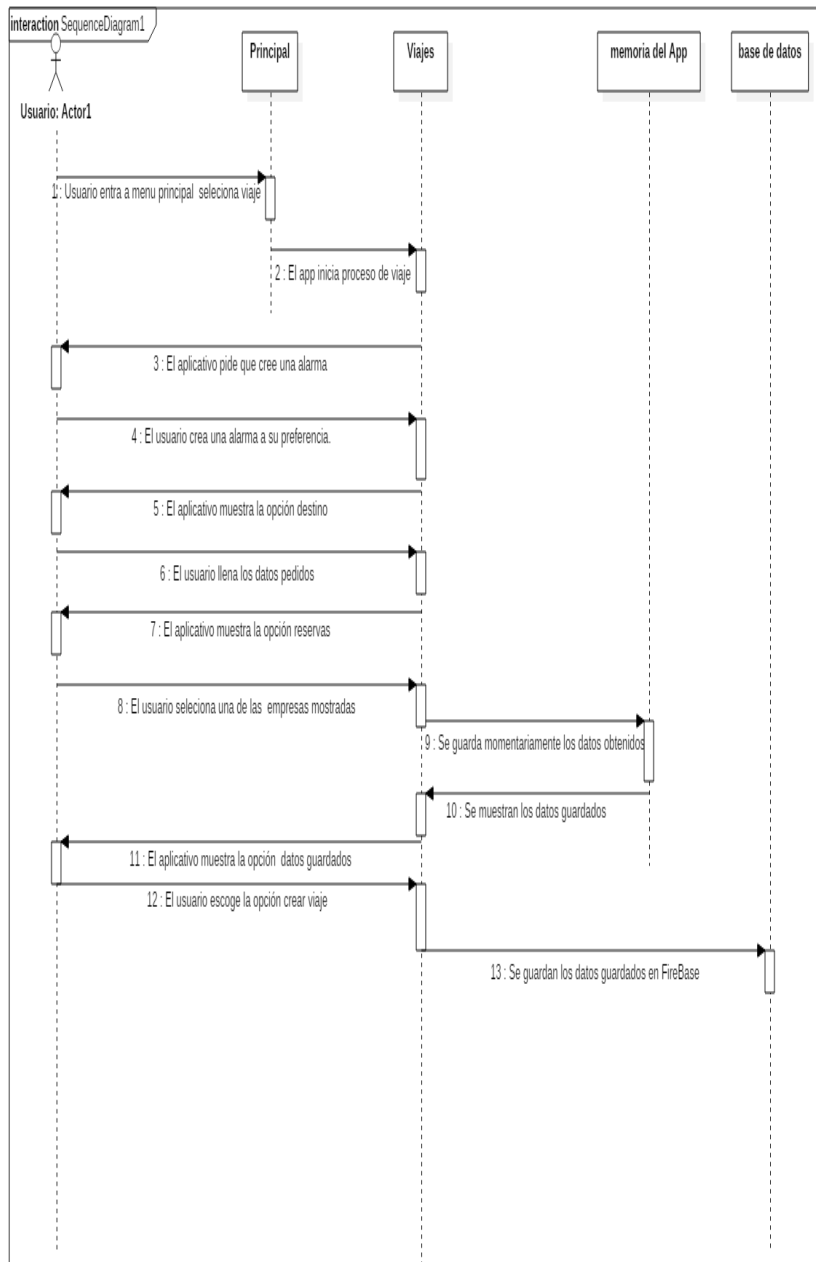 interaction SequenceDiagram1
Principal
Viajes
memoria del App
base de datos
Usuario: Actor1
1 : Usuario entra a menu principal seleciona viaje
2 : El app inicia proceso de viaje
3 : El aplicativo pide que cree una alarma
4 : El usuario crea una alarma a su preferencia.
5 : El aplicativo muestra la opción destino
6 : El usuario llena los datos pedidos
7 : El aplicativo muestra la opción reservas
8 : El usuario seleciona una de las empresas mostradas
9 : Se guarda momentariamente los datos obtenidos
10 : Se muestran los datos guardados
11 : El aplicativo muestra la opción datos guardados
12 : El usuario escoge la opción crear viaje
13 : Se guardan los datos guardados en FireBase